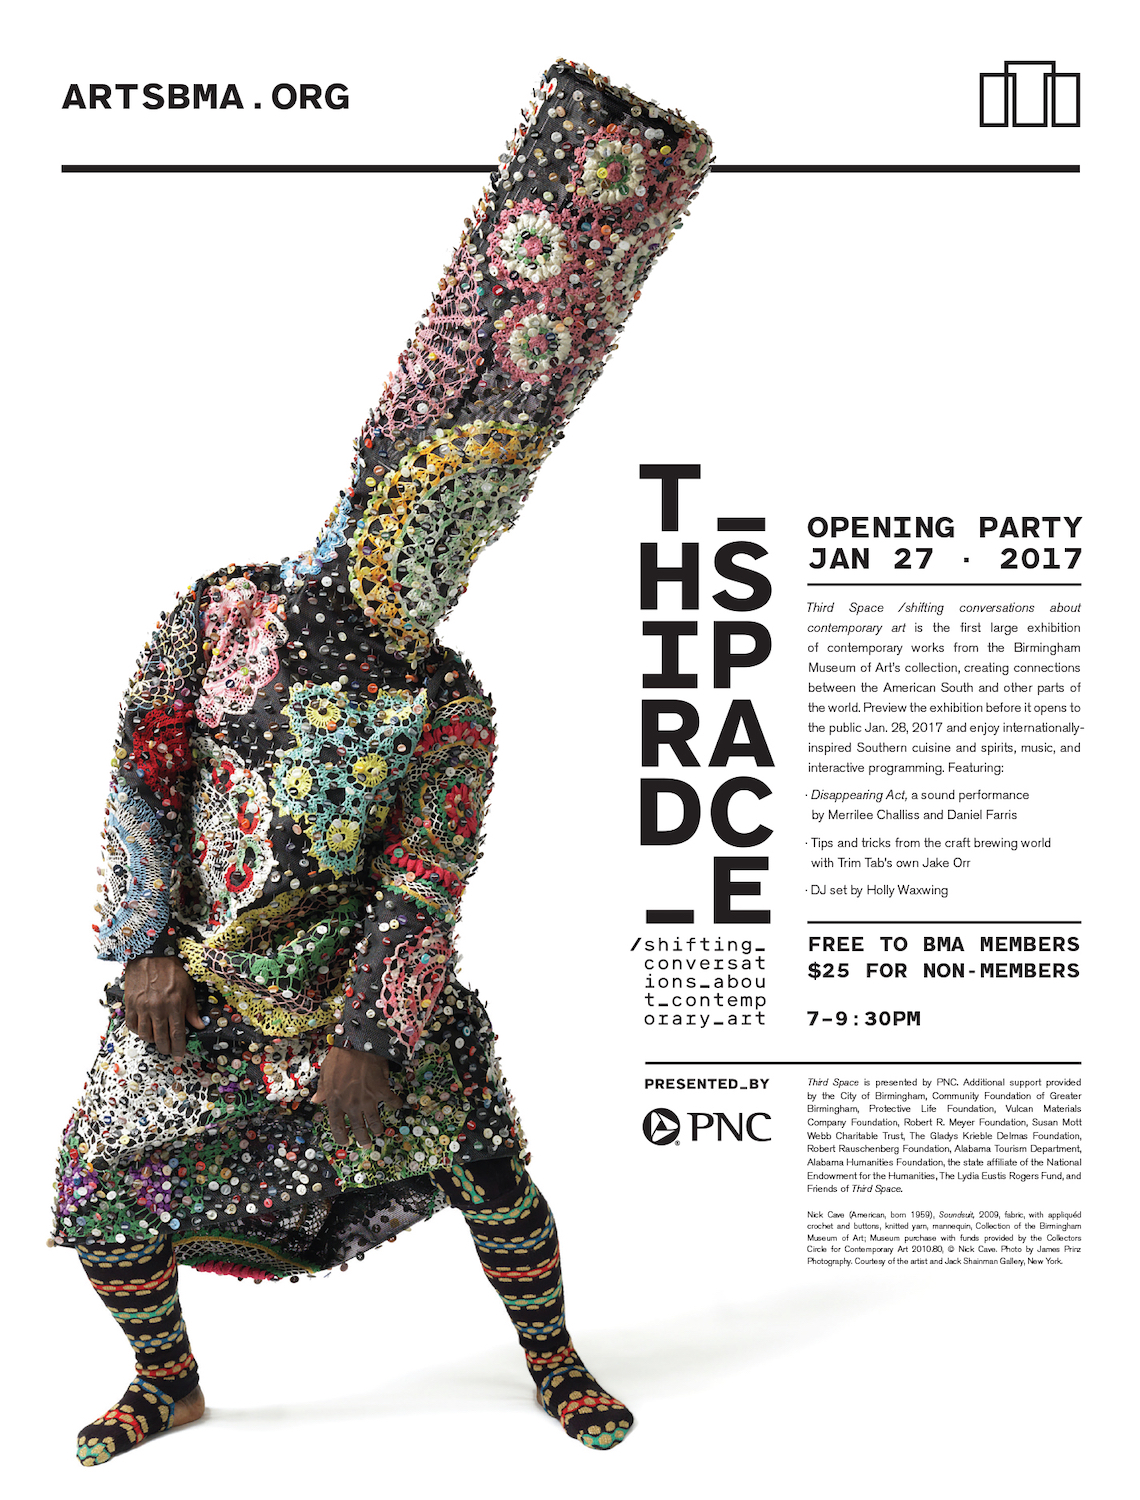 ARTSBMA.ORG
T
H_S
IP
RA
DC
_E
/shifting_
conversat
ions_abou
t_contemp
orary_art
OPENING PARTY
JAN 27 · 2017
Third Space /shifting conversations about
contemporary art is the first large exhibition
of contemporary works from the Birmingham
Museum of Art's collection, creating connections
between the American South and other parts of
the world. Preview the exhibition before it opens to
the public Jan. 28, 2017 and enjoy internationally-
inspired Southern cuisine and spirits, music, and
interactive programming. Featuring:
· Disappearing Act, a sound performance
by Merrilee Challiss and Daniel Farris
· Tips and tricks from the craft brewing world
with Trim Tab's own Jake Orr
· DJ set by Holly Waxwing
FREE TO BMA MEMBERS
$25 FOR NON-MEMBERS
7–9:30PM
PRESENTED_BY
PNC
Third Space is presented by PNC. Additional support provided
by the City of Birmingham, Community Foundation of Greater
Birmingham, Protective Life Foundation, Vulcan Materials
Company Foundation, Robert R. Meyer Foundation, Susan Mott
Webb Charitable Trust, The Gladys Krieble Delmas Foundation,
Robert Rauschenberg Foundation, Alabama Tourism Department,
Alabama Humanities Foundation, the state affiliate of the National
Endowment for the Humanities, The Lydia Eustis Rogers Fund, and
Friends of Third Space.
Nick Cave (American, born 1959), Soundsuit, 2009, fabric, with appliquéd
crochet and buttons, knitted yarn, mannequin, Collection of the Birmingham
Museum of Art; Museum purchase with funds provided by the Collectors
Circle for Contemporary Art 2010.80, © Nick Cave. Photo by James Prinz
Photography. Courtesy of the artist and Jack Shainman Gallery, New York.